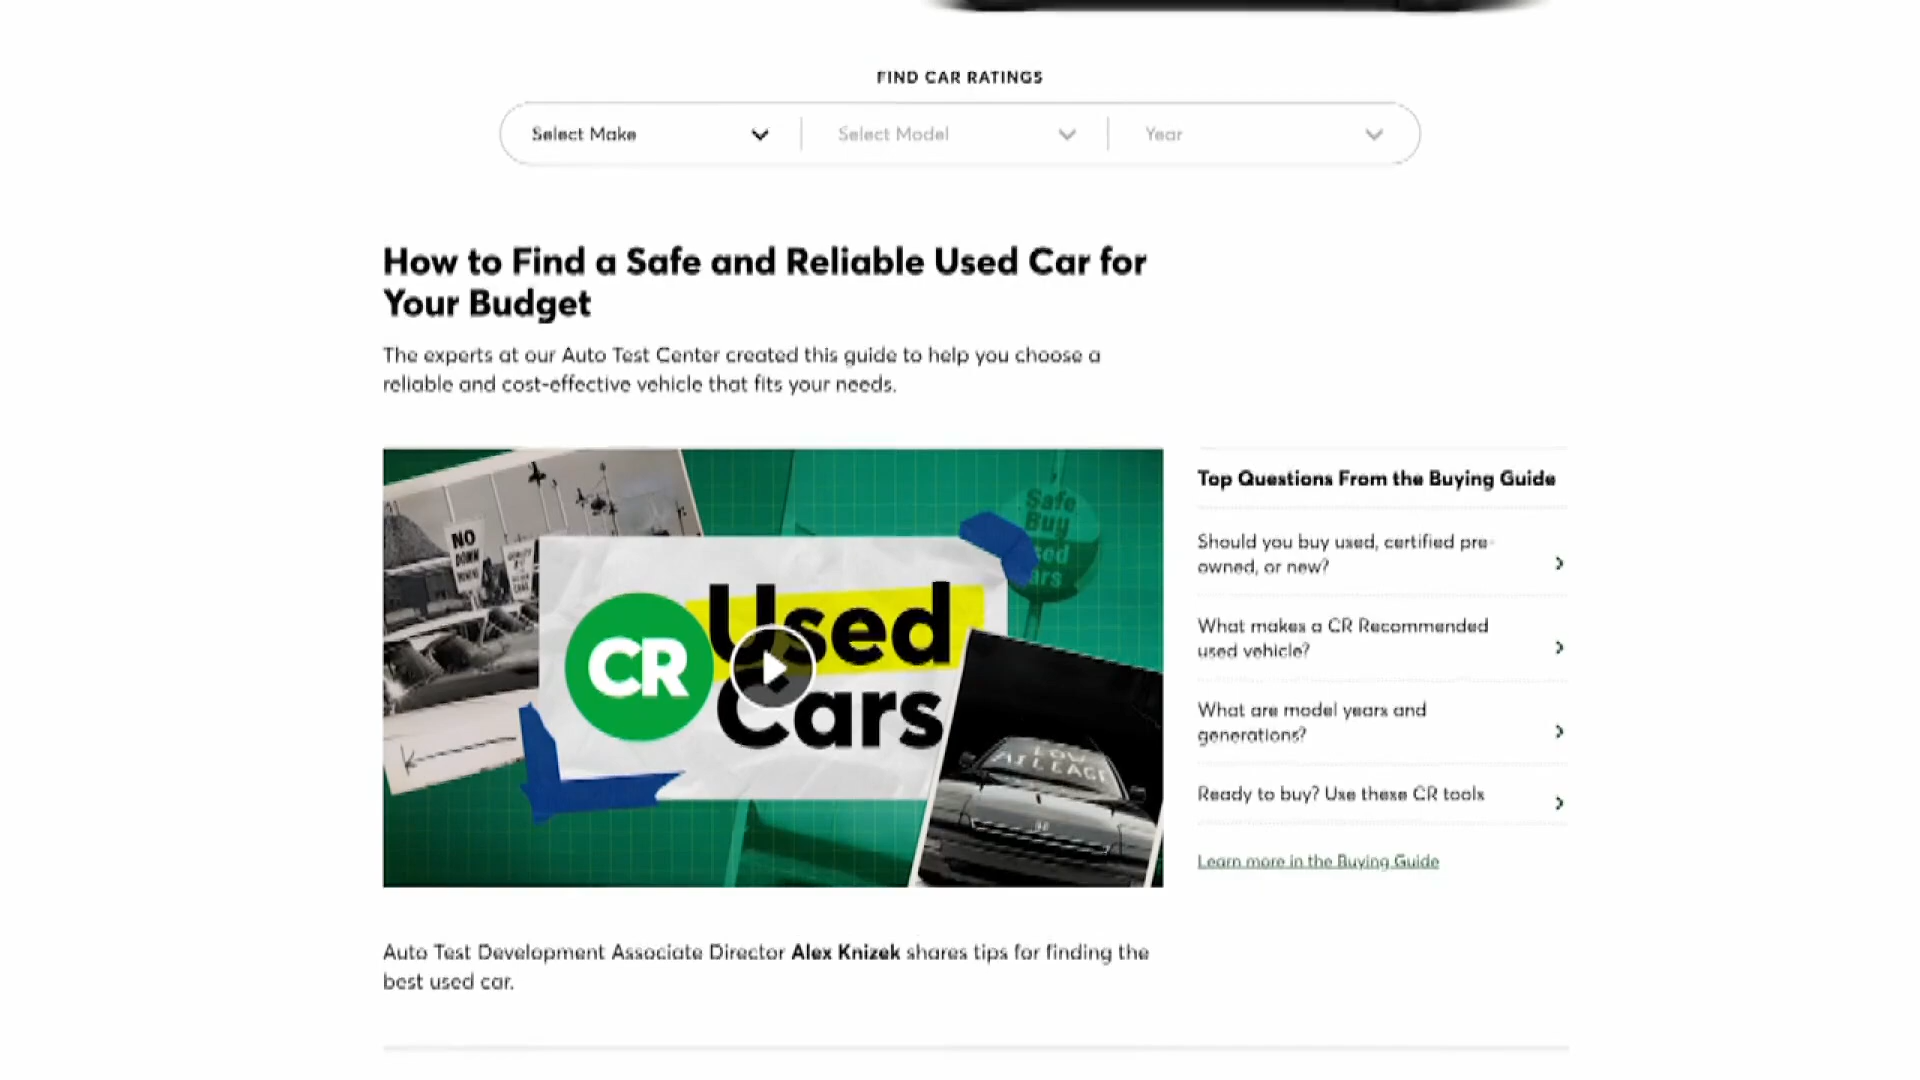 FIND CAR RATINGS
Select Make
Select Model
Year
How to Find a Safe and Reliable Used Car for
Your Budget
The experts at our Auto Test Center created this guide to help you choose a
reliable and cost-effective vehicle that fits your needs.
NO
DOWN
Safe
Buy
sed
ars
CR
Used
Cars
LOW
MILEAGE
Top Questions From the Buying Guide
Should you buy used, certified pre-
owned, or new?
What makes a CR Recommended
used vehicle?
What are model years and
generations?
Ready to buy? Use these CR tools
Learn more in the Buying Guide
Auto Test Development Associate Director Alex Knizek shares tips for finding the
best used car.